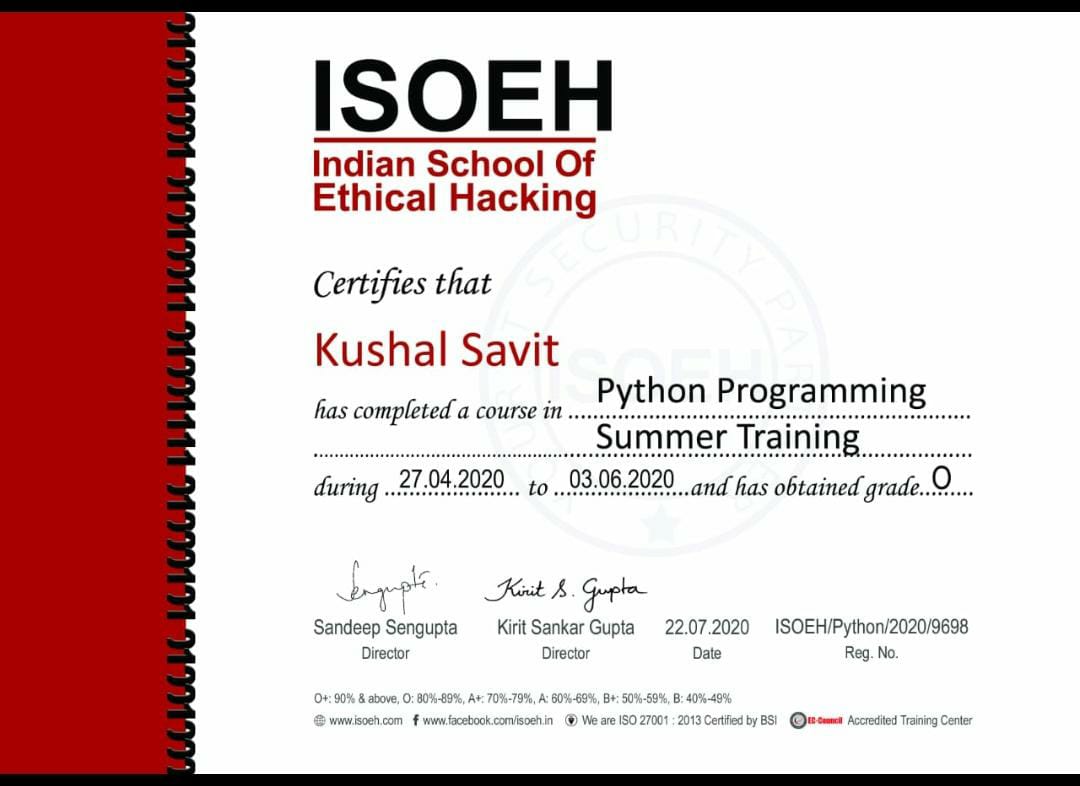 ISOEH
Indian School Of
Ethical Hacking
Certifies that
Kushal Savit
has completed a course in ..... Python Programming
Summer Training
during ...27.04.2020... to ...03.06.2020...and has obtained grade...O...
Sengupta.
Kirit S. Gupta
Sandeep Sengupta Kirit Sankar Gupta 22.07.2020 ISOEH/Python/2020/9698
Director Director Date Reg. No.
O+: 90% & above, O: 80%-89%, A+: 70%-79%, A: 60%-69%, B+: 50%-59%, B: 40%-49%
www.isoeh.com f www.facebook.com/isoeh.in We are ISO 27001 : 2013 Certified by BSI EC-Council Accredited Training Center
SECURITY
ISOEH